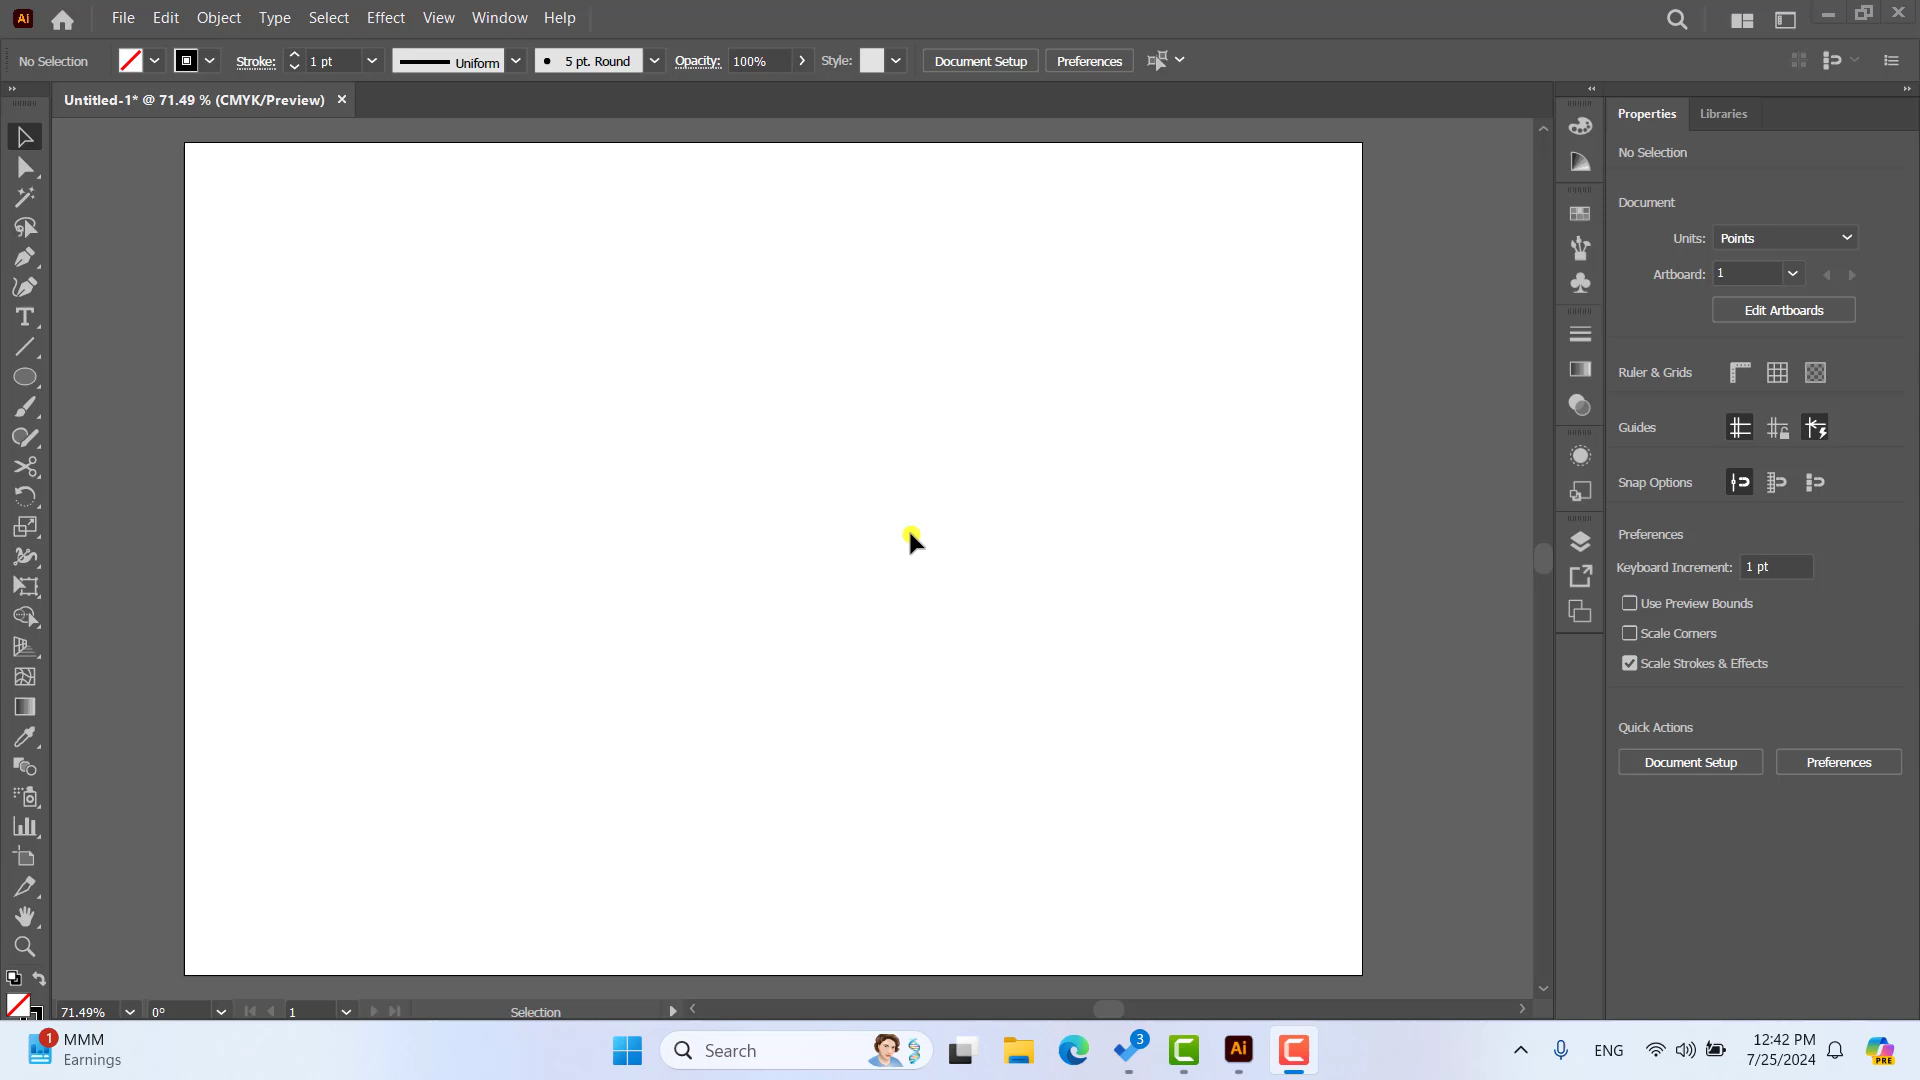 Ai File Edit Object Type Select Effect View Window Help
No Selection Stroke: 1 pt Uniform 5 pt. Round Opacity: 100% Style: Document Setup Preferences
Untitled-1* @ 71.49 % (CMYK/Preview)
Properties Libraries
No Selection
Document
Units: Points
Artboard: 1
Edit Artboards
Ruler & Grids
Guides
Snap Options
Preferences
Keyboard Increment: 1 pt
Use Preview Bounds
Scale Corners
Scale Strokes & Effects
Quick Actions
Document Setup Preferences
71.49% 0° 1 Selection
1 MMM
Earnings
Search
3
Ai
ENG
12:42 PM
7/25/2024
PRE